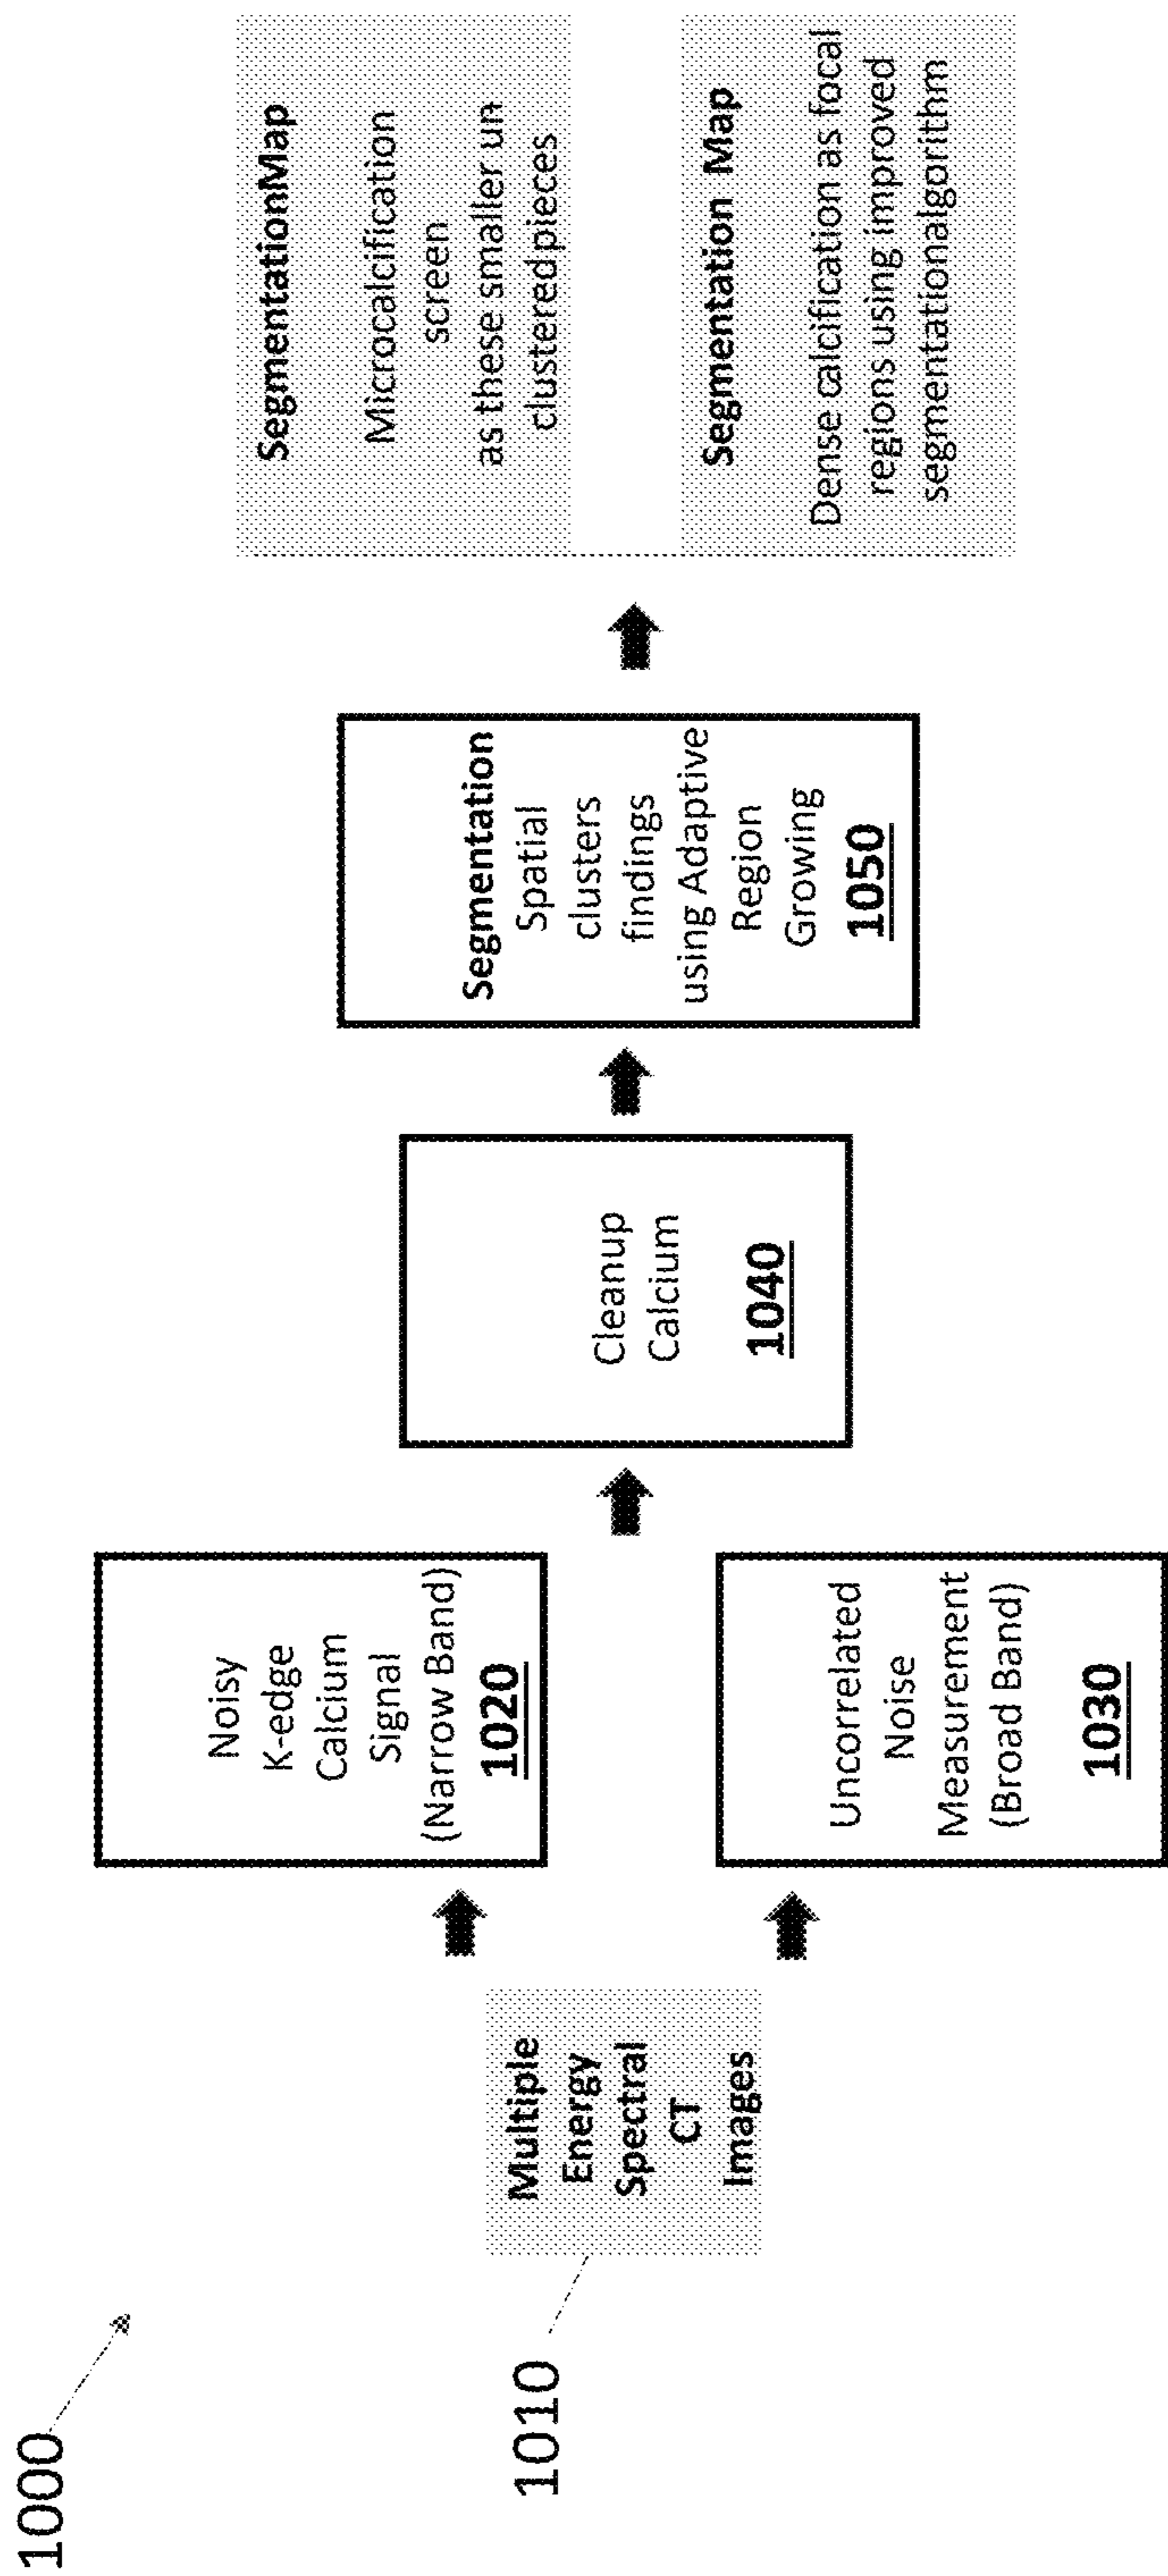 1000
1010
Multiple
Energy
Spectral
CT
Images
Noisy
K-edge
Calcium
Signal
(Narrow Band)
1020
Uncorrelated
Noise
Measurement
(Broad Band)
1030
Cleanup
Calcium
1040
Segmentation
Spatial
clusters
findings
using Adaptive
Region
Growing
1050
SegmentationMap
Microcalcification
screen
as these smaller un-
clusteredpieces
Segmentation Map
Dense calcification as focal
regions using improved
segmentationalgorithm